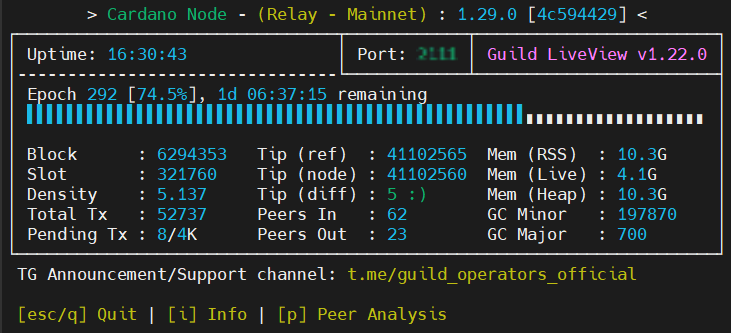 > Cardano Node - (Relay - Mainnet) : 1.29.0 [4c594429] <
Uptime: 16:30:43 Port: Guild LiveView v1.22.0
Epoch 292 [74.5%], 1d 06:37:15 remaining
Block : 6294353 Tip (ref) : 41102565 Mem (RSS) : 10.3G
Slot : 321760 Tip (node) : 41102560 Mem (Live) : 4.1G
Density : 5.137 Tip (diff) : 5 :) Mem (Heap) : 10.3G
Total Tx : 52737 Peers In : 62 GC Minor : 197870
Pending Tx : 8/4K Peers Out : 23 GC Major : 700
TG Announcement/Support channel: t.me/guild_operators_official
[esc/q] Quit | [i] Info | [p] Peer Analysis